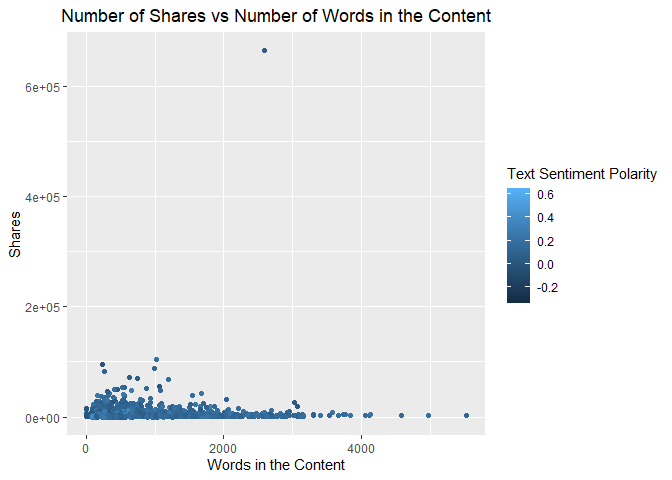 Number of Shares vs Number of Words in the Content
6e+05
4e+05
2e+05
0e+00
Shares
0
2000
4000
Words in the Content
Text Sentiment Polarity
0.6
0.4
0.2
0.0
-0.2